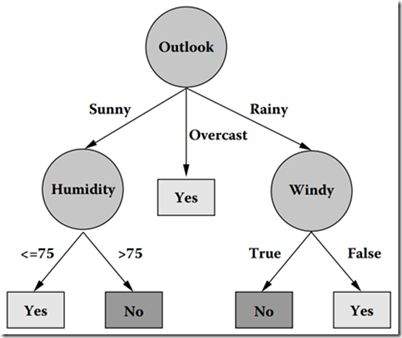 Outlook
Sunny
Rainy
Overcast
Humidity
Yes
Windy
<=75
>75
True
False
Yes
No
No
Yes